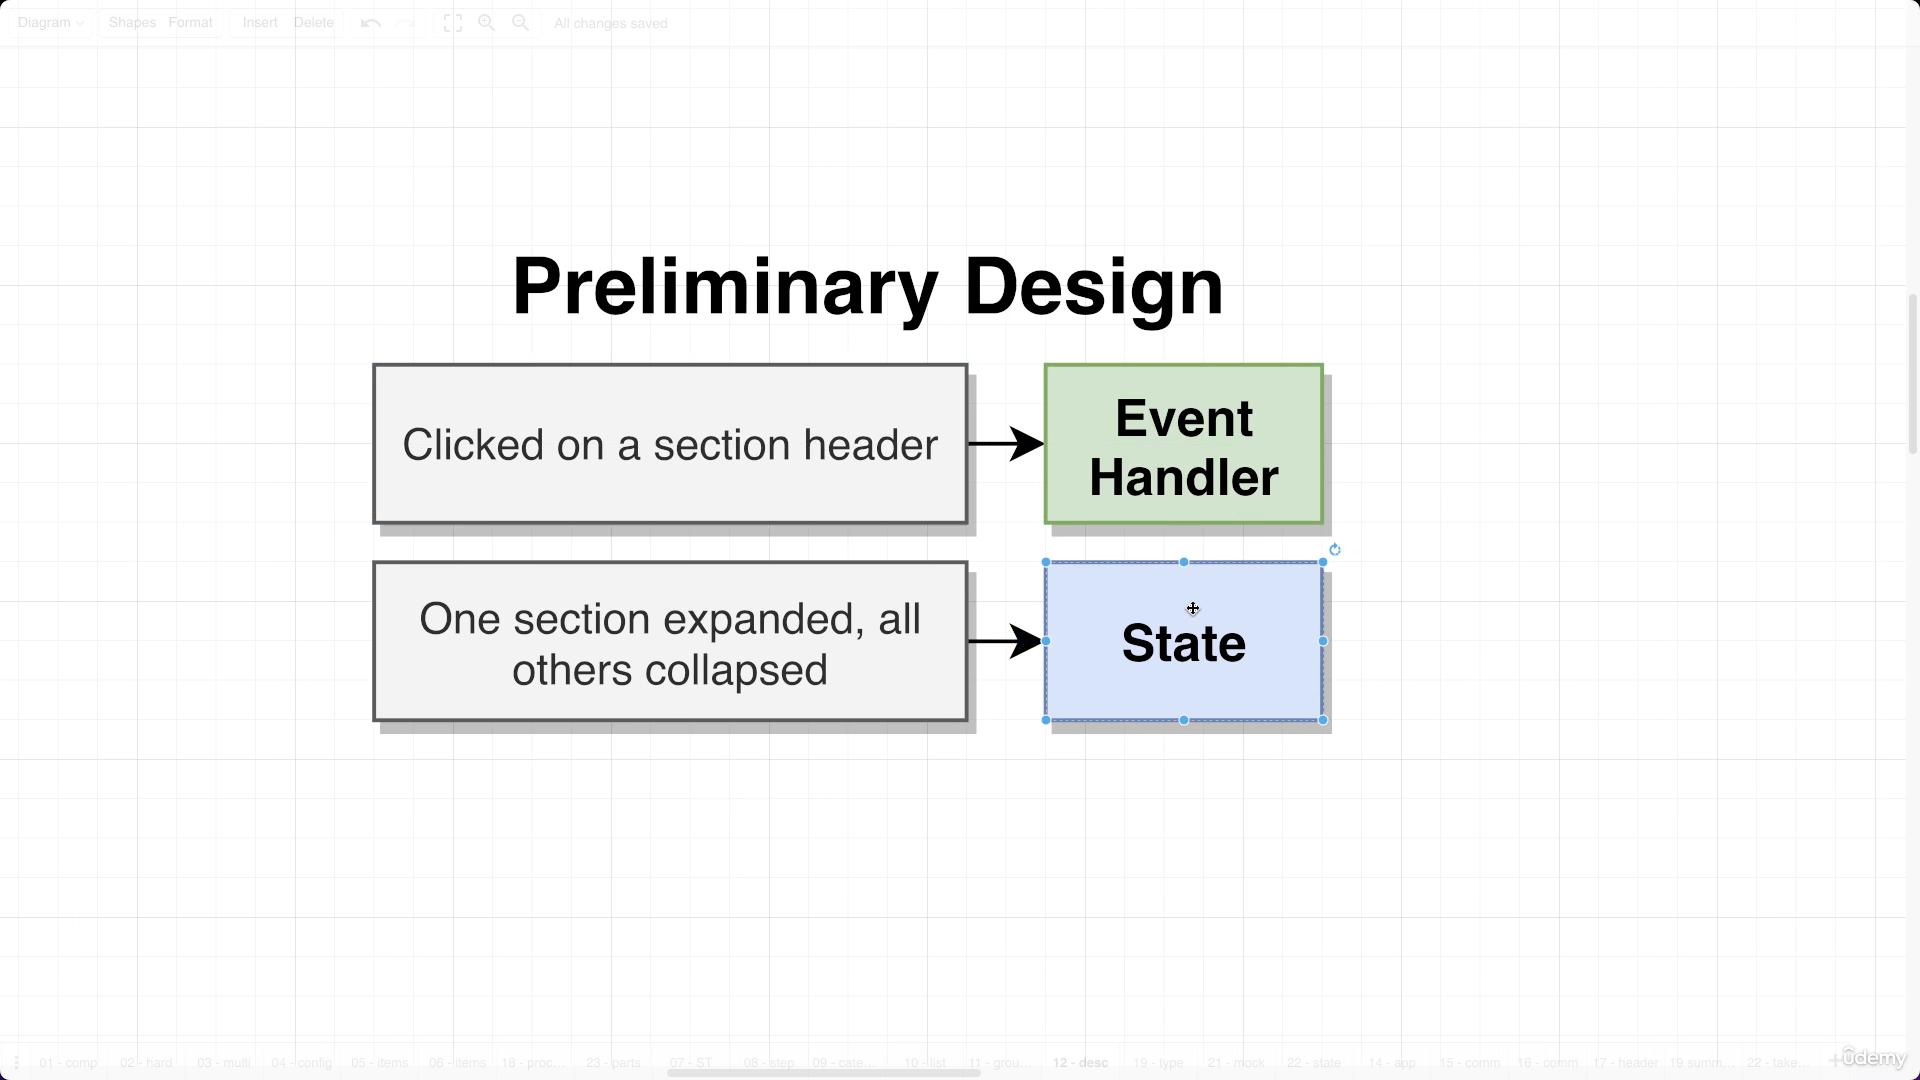 Diagram Shapes Format Insert Delete All changes saved
Preliminary Design
Clicked on a section header
Event
Handler
One section expanded, all
others collapsed
State
01 - comp 02 - hard 03 - multi 04 - config 05 - items 06 - items 18 - proc... 23 - parts 07 - ST 08 - step 09 - cate... 10 - list 11 - grou... 12 - desc 19 - type 21 - mock 22 - state 14 - app 15 - comm 16 - comm 17 - header 19 summ... 22 - take...
ûdemy